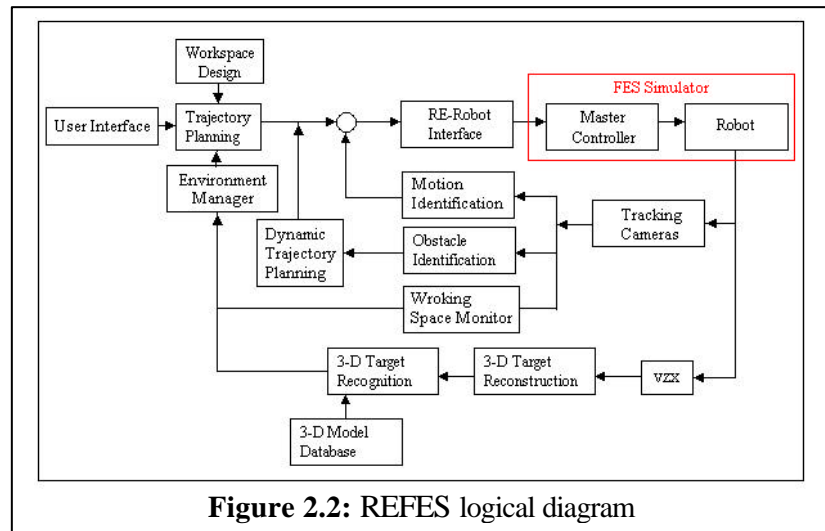 Workspace
Design
FES Simulator
User Interface
Trajectory
Planning
RE-Robot
Interface
Master
Controller
Robot
Environment
Manager
Motion
Identification
Tracking
Cameras
Dynamic
Trajectory
Planning
Obstacle
Identification
Wroking
Space Monitor
3-D Target
Recognition
3-D Target
Reconstruction
VZX
3-D Model
Database
Figure 2.2: REFES logical diagram